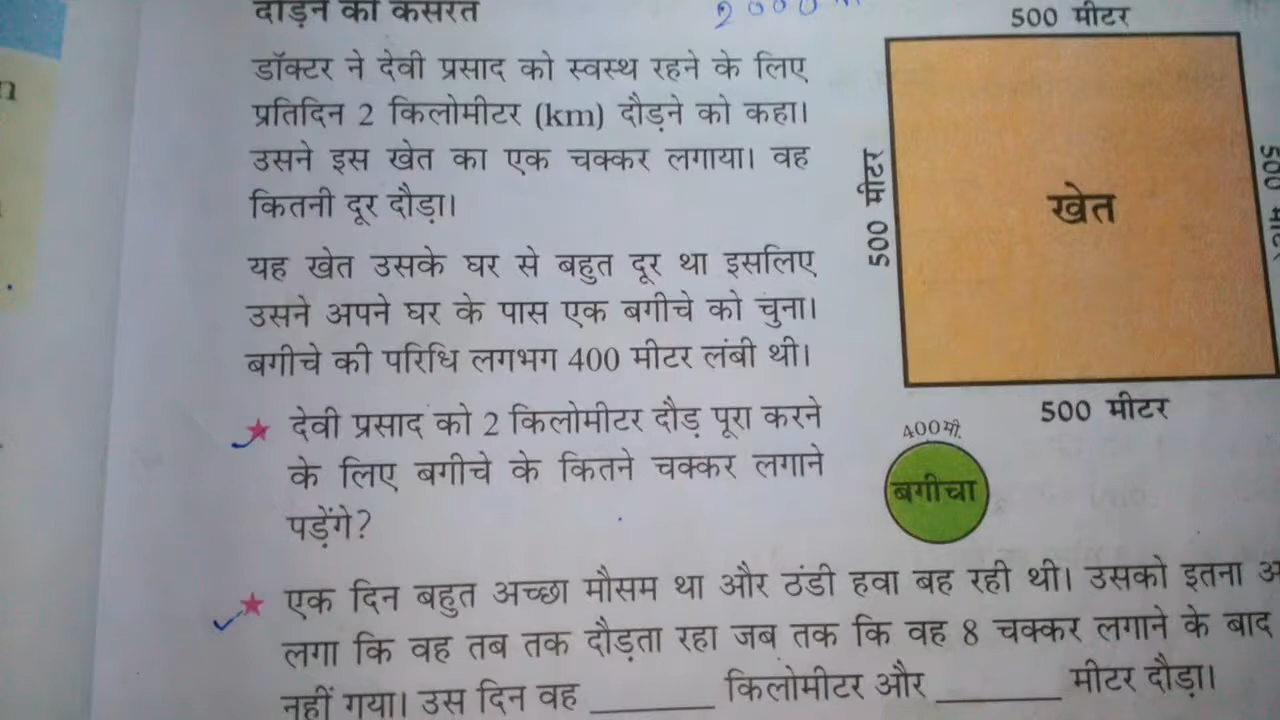 दौड़ने की कसरत
2000
500 मीटर
डॉक्टर ने देवी प्रसाद को स्वस्थ रहने के लिए
प्रतिदिन 2 किलोमीटर (km) दौड़ने को कहा।
उसने इस खेत का एक चक्कर लगाया। वह
कितनी दूर दौड़ा।
500 मीटर
खेत
500
यह खेत उसके घर से बहुत दूर था इसलिए
उसने अपने घर के पास एक बगीचे को चुना।
बगीचे की परिधि लगभग 400 मीटर लंबी थी।
500 मीटर
देवी प्रसाद को 2 किलोमीटर दौड़ पूरा करने
के लिए बगीचे के कितने चक्कर लगाने
पड़ेंगे?
400मी.
बगीचा
एक दिन बहुत अच्छा मौसम था और ठंडी हवा बह रही थी। उसको इतना
लगा कि वह तब तक दौड़ता रहा जब तक कि वह 8 चक्कर लगाने के बाद
नहीं गया। उस दिन वह ______ किलोमीटर और ______ मीटर दौड़ा।